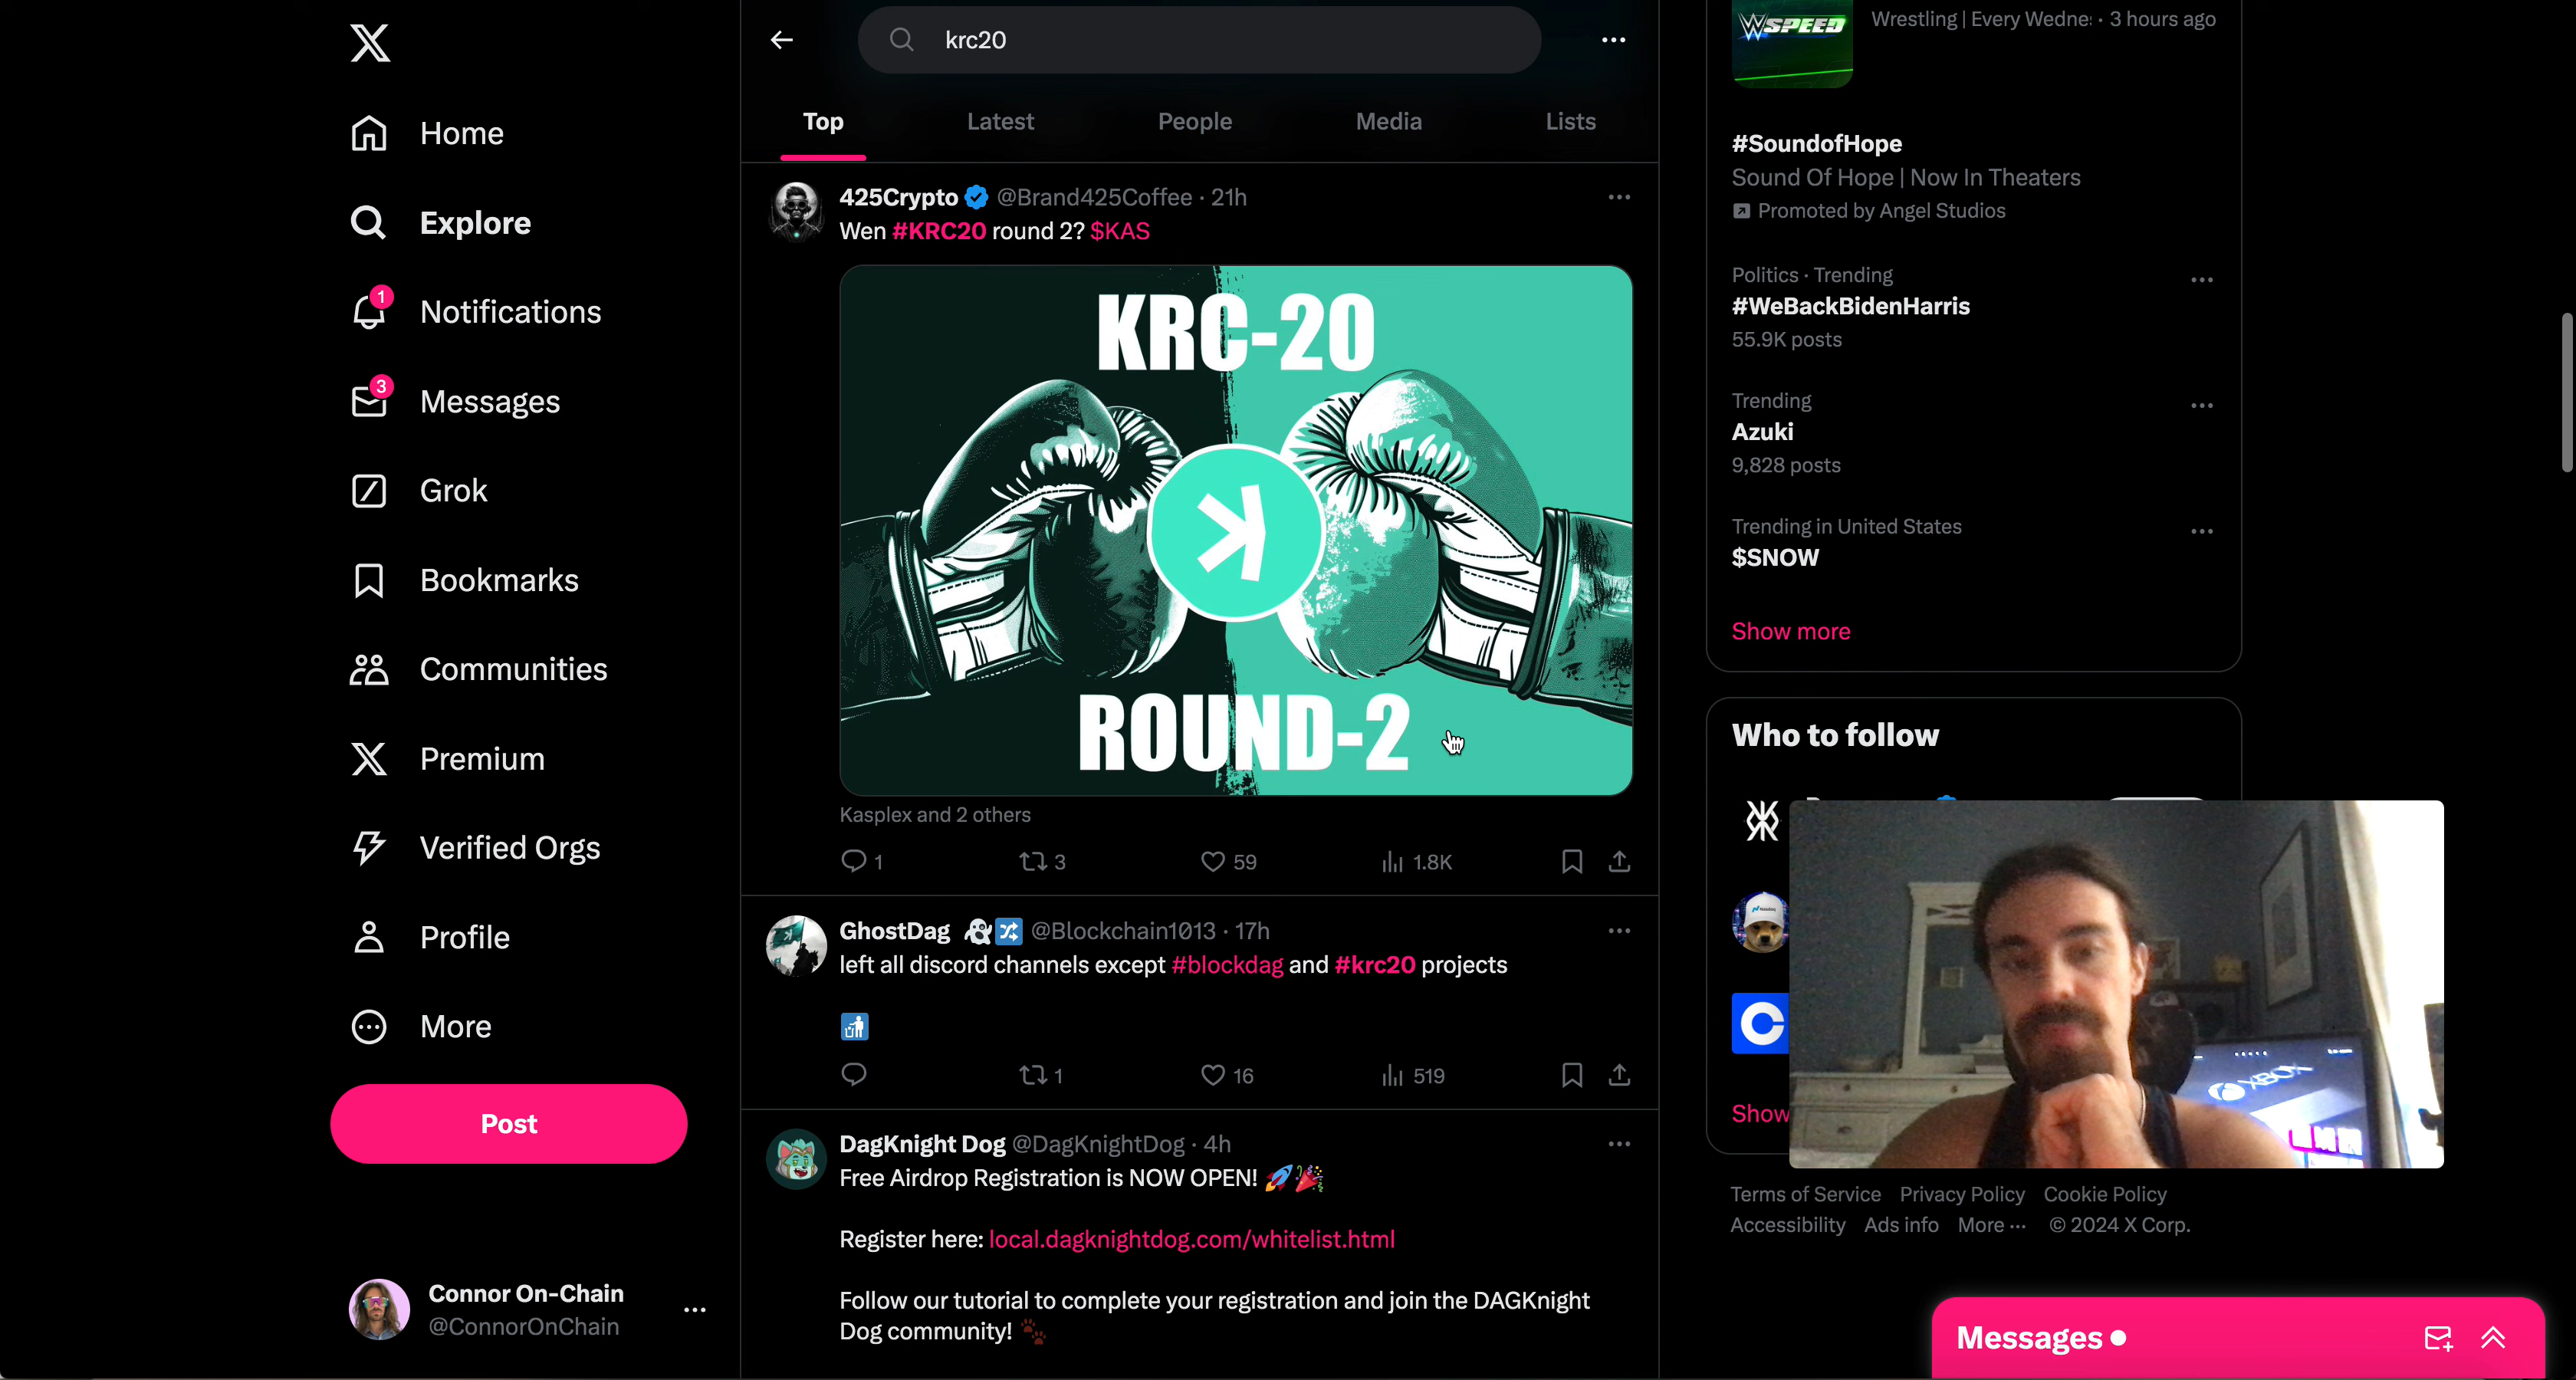 Home
Explore
1
Notifications
3
Messages
Grok
Bookmarks
Communities
Premium
Verified Orgs
Profile
More
Post
Connor On-Chain
@ConnorOnChain
krc20
Top
Latest
People
Media
Lists
425Crypto @Brand425Coffee · 21h
Wen #KRC20 round 2? $KAS
KRC-20
ROUND-2
Kasplex and 2 others
1 3 59 1.8K
GhostDag @Blockchain1013 · 17h
left all discord channels except #blockdag and #krc20 projects
1 16 519
DagKnight Dog @DagKnightDog · 4h
Free Airdrop Registration is NOW OPEN! 🚀🎉
Register here: local.dagknightdog.com/whitelist.html
Follow our tutorial to complete your registration and join the DAGKnight
Dog community! 🐾
WSPEED
Wrestling | Every Wedne: · 3 hours ago
#SoundofHope
Sound Of Hope | Now In Theaters
Promoted by Angel Studios
Politics · Trending
#WeBackBidenHarris
55.9K posts
Trending
Azuki
9,828 posts
Trending in United States
$SNOW
Show more
Who to follow
XBOX
Show
Terms of Service Privacy Policy Cookie Policy
Accessibility Ads info More ··· © 2024 X Corp.
Messages